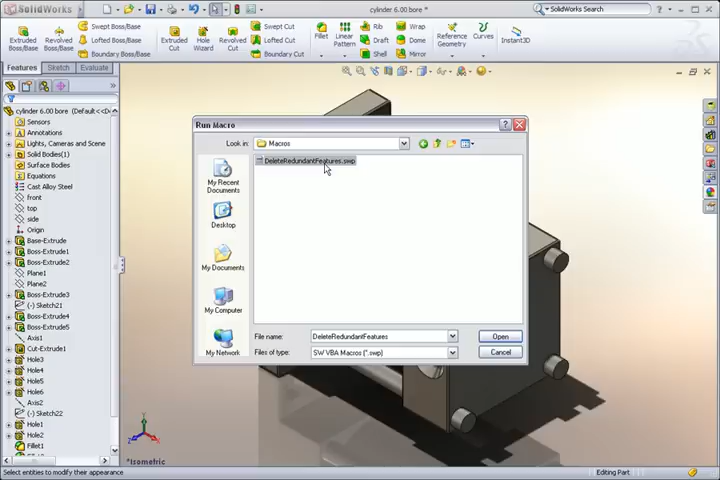 SolidWorks
cylinder 6.00 bore *
SolidWorks Search
Extruded Boss/Base
Revolved Boss/Base
Swept Boss/Base
Lofted Boss/Base
Boundary Boss/Base
Extruded Cut
Hole Wizard
Revolved Cut
Swept Cut
Lofted Cut
Boundary Cut
Fillet
Linear Pattern
Rib
Draft
Shell
Wrap
Dome
Mirror
Reference Geometry
Curves
Instant3D
Features
Sketch
Evaluate
cylinder 6.00 bore (Default<<De
Sensors
Annotations
Lights, Cameras and Scene
Solid Bodies(1)
Surface Bodies
Equations
Cast Alloy Steel
front
top
side
Origin
Base-Extrude
Boss-Extrude1
Boss-Extrude2
Plane1
Plane2
Boss-Extrude3
(-) Sketch21
Boss-Extrude4
Boss-Extrude5
Axis1
Cut-Extrude1
Hole3
Hole4
Hole5
Hole6
Axis2
(-) Sketch22
Hole1
Hole2
Fillet1
Run Macro
Look in:
Macros
DeleteRedundantFeatures.swp
My Recent Documents
Desktop
My Documents
My Computer
My Network
File name:
DeleteRedundantFeatures
Open
Files of type:
SW VBA Macros (*.swp)
Cancel
*Isometric
Select entities to modify their appearance
Editing Part